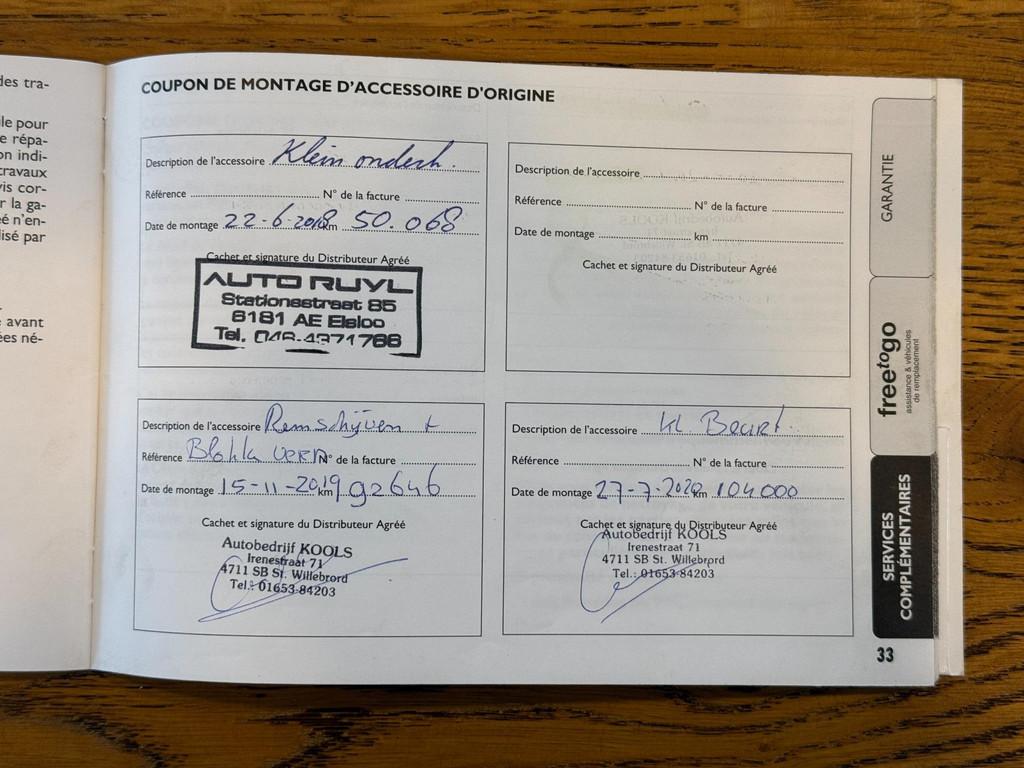 des tra-
le pour
e répa-
on indi-
travaux
vis cor-
r la ga-
é n'en-
lisé par
avant
ées né-
COUPON DE MONTAGE D'ACCESSOIRE D'ORIGINE
Description de l'accessoire Klein onderh.
Référence N° de la facture
Date de montage 22-6-2018 km 50.068
Cachet et signature du Distributeur Agréé
AUTO RUYL
Stationsstraat 85
6181 AE Elsloo
Tel. 046-4371766
Description de l'accessoire
Référence N° de la facture
Date de montage km
Cachet et signature du Distributeur Agréé
Description de l'accessoire Remschijven +
Référence Blokke vern N° de la facture
Date de montage 15-11-2019 km 92646
Cachet et signature du Distributeur Agréé
Autobedrijf KOOLS
Irenestraat 71
4711 SB St. Willebrord
Tel.: 01653-84203
Description de l'accessoire kl Beurt.
Référence N° de la facture
Date de montage 27-7-2020 km 104000
Cachet et signature du Distributeur Agréé
Autobedrijf KOOLS
Irenestraat 71
4711 SB St. Willebrord
Tel.: 01653-84203
GARANTIE
freetogo
assistance & véhicules
de remplacement
SERVICES
COMPLÉMENTAIRES
33